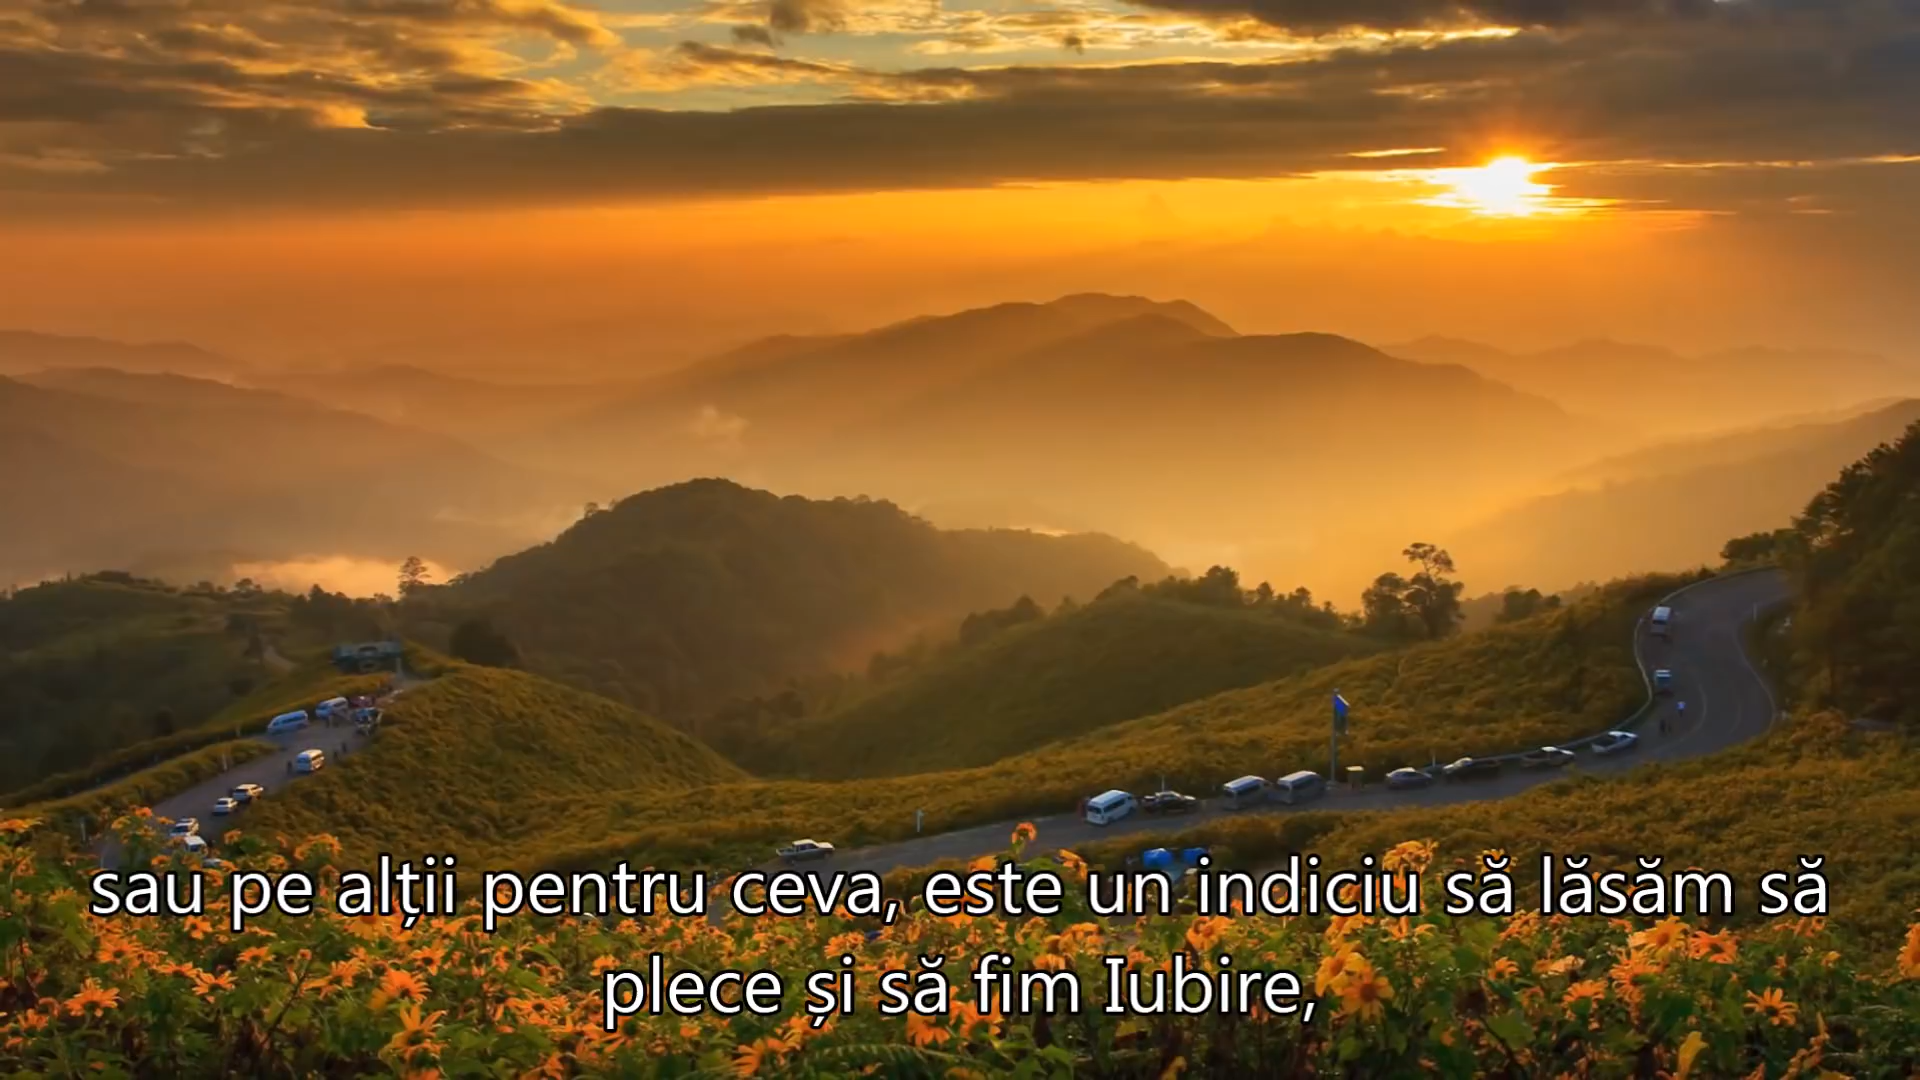 sau pe alții pentru ceva, este un indiciu să lăsăm să
plece și să fim Iubire,